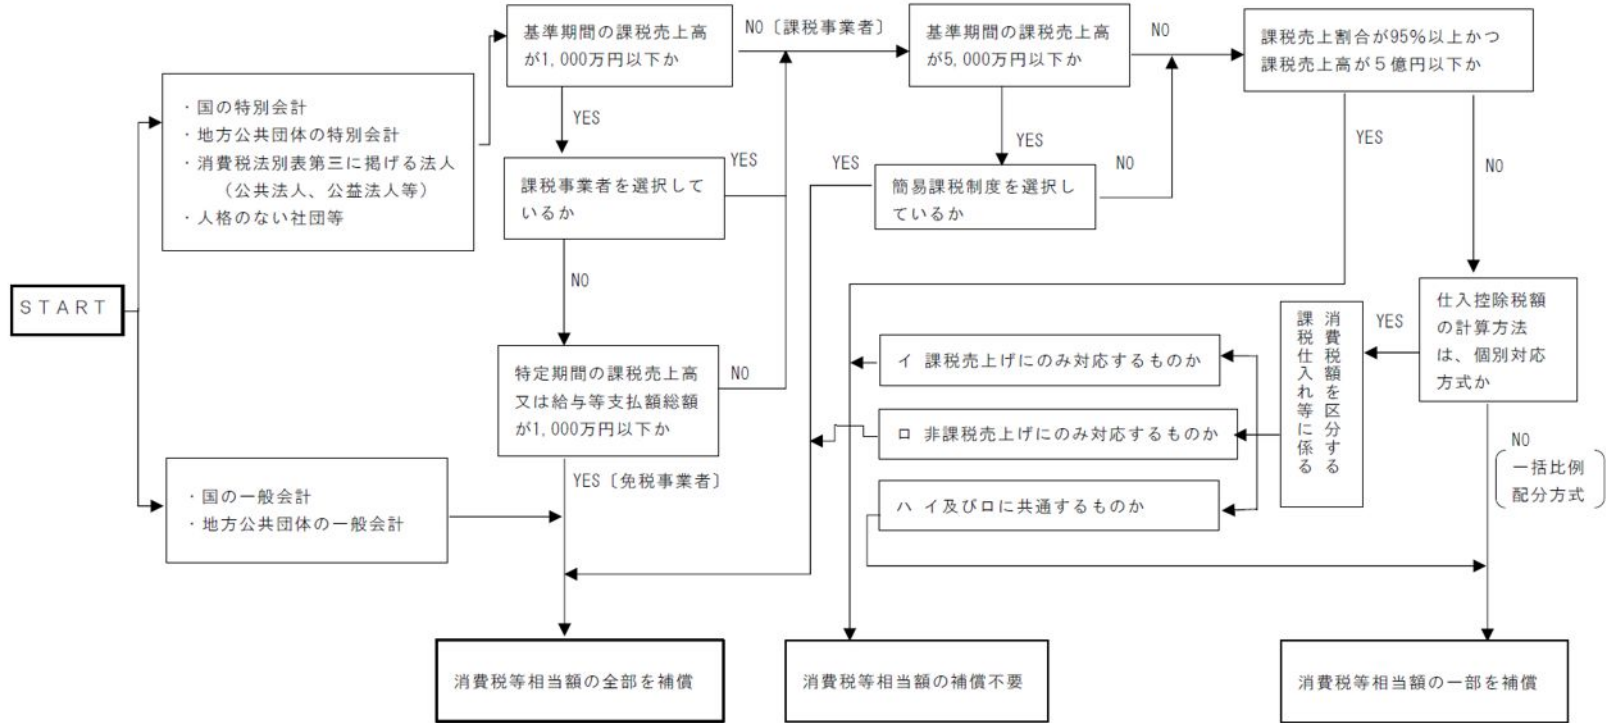 START
・国の特別会計
・地方公共団体の特別会計
・消費税法別表第三に掲げる法人
（公共法人、公益法人等）
・人格のない社団等
・国の一般会計
・地方公共団体の一般会計
基準期間の課税売上高
が1,000万円以下か
NO〔課税事業者〕
YES
課税事業者を選択して
いるか
YES
NO
特定期間の課税売上高
又は給与等支払額総額
が1,000万円以下か
NO
YES〔免税事業者〕
基準期間の課税売上高
が5,000万円以下か
NO
YES
簡易課税制度を選択し
ているか
YES
NO
課税売上割合が95%以上かつ
課税売上高が５億円以下か
YES
NO
仕入控除税額
の計算方法
は、個別対応
方式か
YES
NO
一括比例
配分方式
消費税額を区分する
課税仕入れ等に係る
イ 課税売上げにのみ対応するものか
ロ 非課税売上げにのみ対応するものか
ハ イ及びロに共通するものか
消費税等相当額の全部を補償
消費税等相当額の補償不要
消費税等相当額の一部を補償